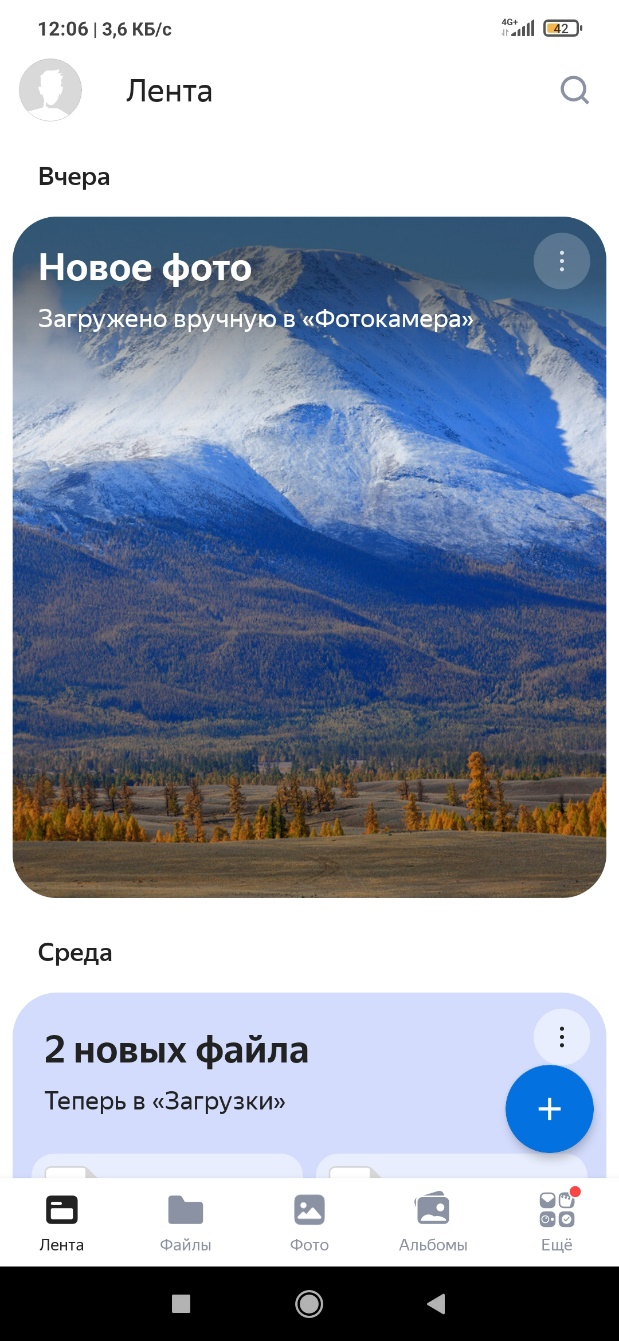 12:06 | 3,6 КБ/с
4G+
42
Лента
Вчера
Новое фото
Загружено вручную в «Фотокамера»
Среда
2 новых файла
Теперь в «Загрузки»
Лента
Файлы
Фото
Альбомы
Ещё